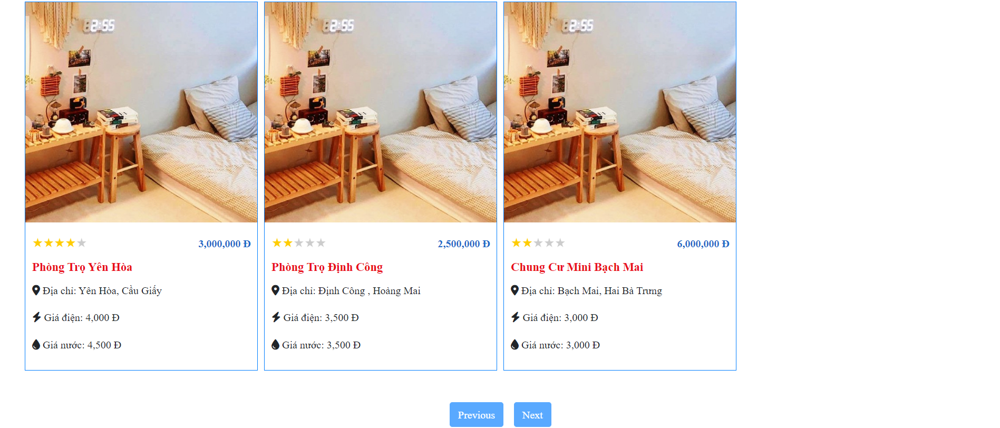 2:55
2:55
2:55
3,000,000 Đ
Phòng Trọ Yên Hòa
Địa chỉ: Yên Hòa, Cầu Giấy
Giá điện: 4,000 Đ
Giá nước: 4,500 Đ
2,500,000 Đ
Phòng Trọ Định Công
Địa chỉ: Định Công , Hoàng Mai
Giá điện: 3,500 Đ
Giá nước: 3,500 Đ
6,000,000 Đ
Chung Cư Mini Bạch Mai
Địa chỉ: Bạch Mai, Hai Bà Trưng
Giá điện: 3,000 Đ
Giá nước: 3,000 Đ
Previous
Next